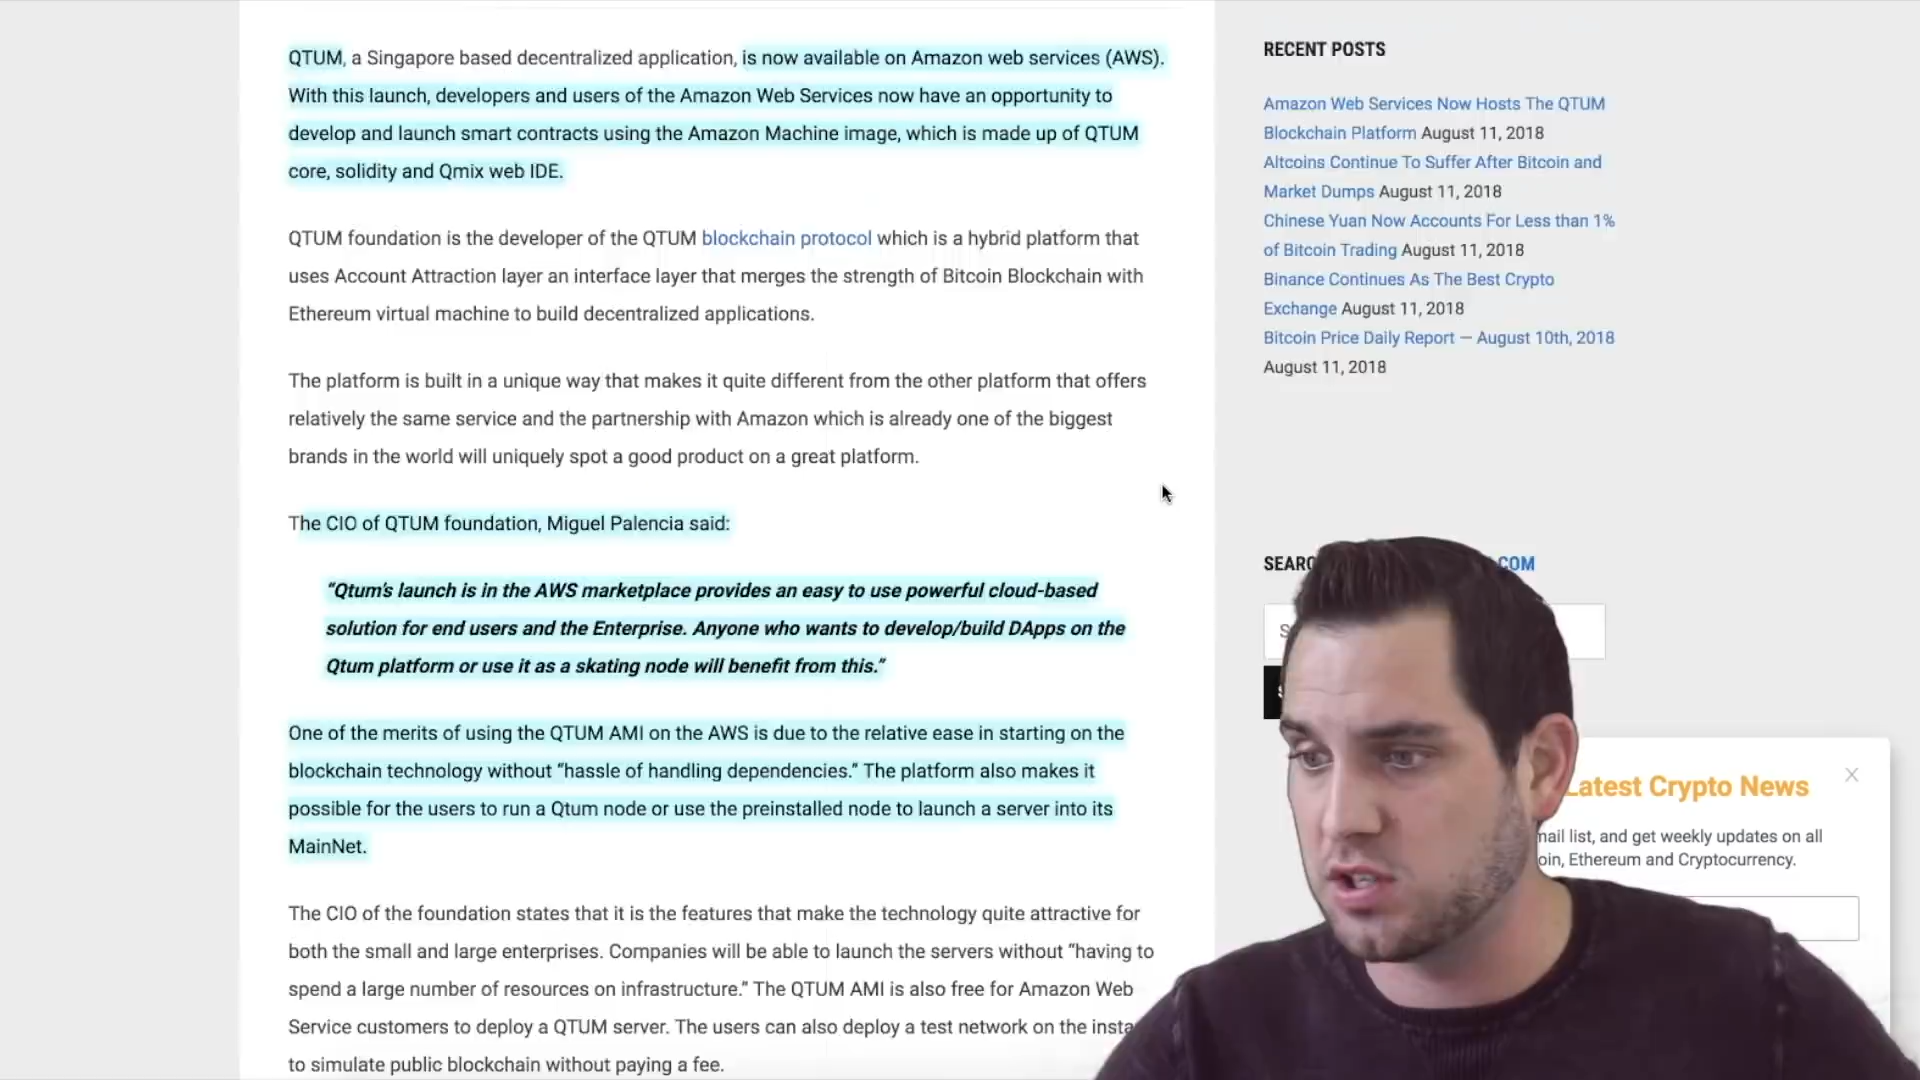 QTUM, a Singapore based decentralized application, is now available on Amazon web services (AWS).
With this launch, developers and users of the Amazon Web Services now have an opportunity to
develop and launch smart contracts using the Amazon Machine image, which is made up of QTUM
core, solidity and Qmix web IDE.
QTUM foundation is the developer of the QTUM blockchain protocol which is a hybrid platform that
uses Account Attraction layer an interface layer that merges the strength of Bitcoin Blockchain with
Ethereum virtual machine to build decentralized applications.
The platform is built in a unique way that makes it quite different from the other platform that offers
relatively the same service and the partnership with Amazon which is already one of the biggest
brands in the world will uniquely spot a good product on a great platform.
The CIO of QTUM foundation, Miguel Palencia said:
“Qtum’s launch is in the AWS marketplace provides an easy to use powerful cloud-based
solution for end users and the Enterprise. Anyone who wants to develop/build DApps on the
Qtum platform or use it as a skating node will benefit from this.”
One of the merits of using the QTUM AMI on the AWS is due to the relative ease in starting on the
blockchain technology without “hassle of handling dependencies.” The platform also makes it
possible for the users to run a Qtum node or use the preinstalled node to launch a server into its
MainNet.
The CIO of the foundation states that it is the features that make the technology quite attractive for
both the small and large enterprises. Companies will be able to launch the servers without “having to
spend a large number of resources on infrastructure.” The QTUM AMI is also free for Amazon Web
Service customers to deploy a QTUM server. The users can also deploy a test network on the insta
to simulate public blockchain without paying a fee.
RECENT POSTS
Amazon Web Services Now Hosts The QTUM
Blockchain Platform August 11, 2018
Altcoins Continue To Suffer After Bitcoin and
Market Dumps August 11, 2018
Chinese Yuan Now Accounts For Less than 1%
of Bitcoin Trading August 11, 2018
Binance Continues As The Best Crypto
Exchange August 11, 2018
Bitcoin Price Daily Report — August 10th, 2018
August 11, 2018
SEARC COM
Latest Crypto News
mail list, and get weekly updates on all
oin, Ethereum and Cryptocurrency.